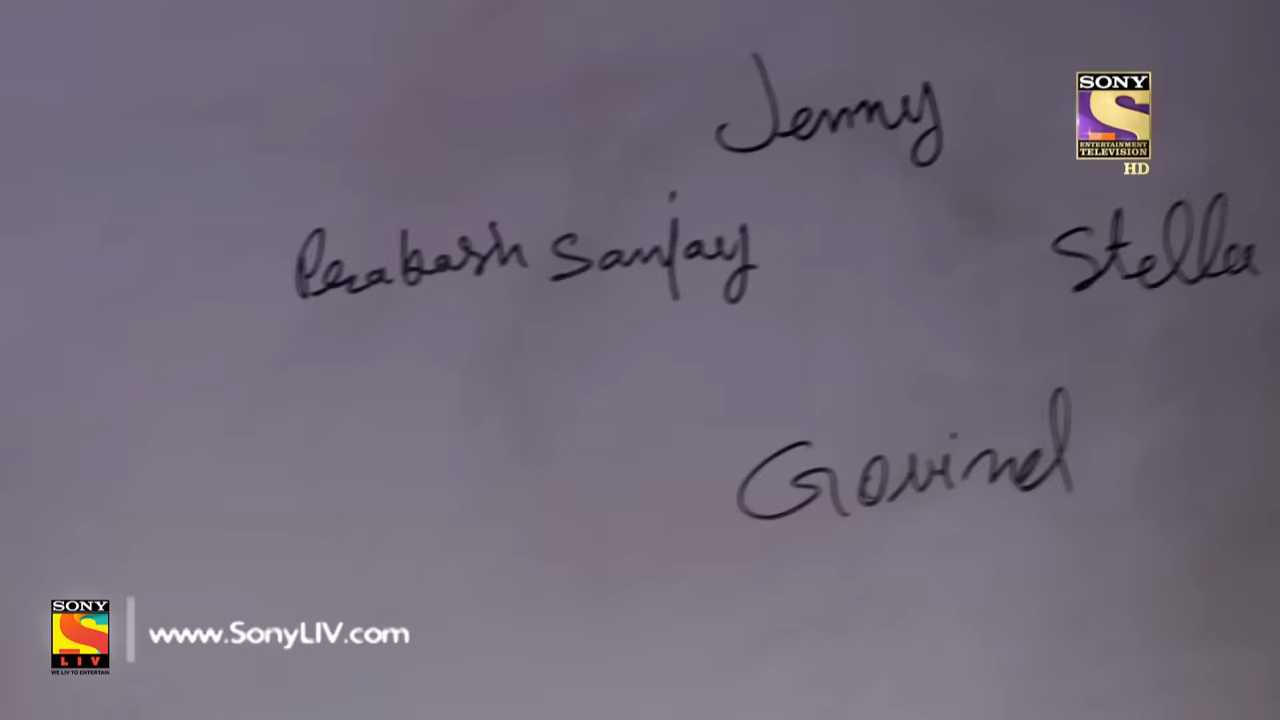 Jenny
SONY
ENTERTAINMENT
TELEVISION
HD
Prakash Sanjay
Stella
Govind
SONY
LIV
WE LIV TO ENTERTAIN
www.SonyLIV.com